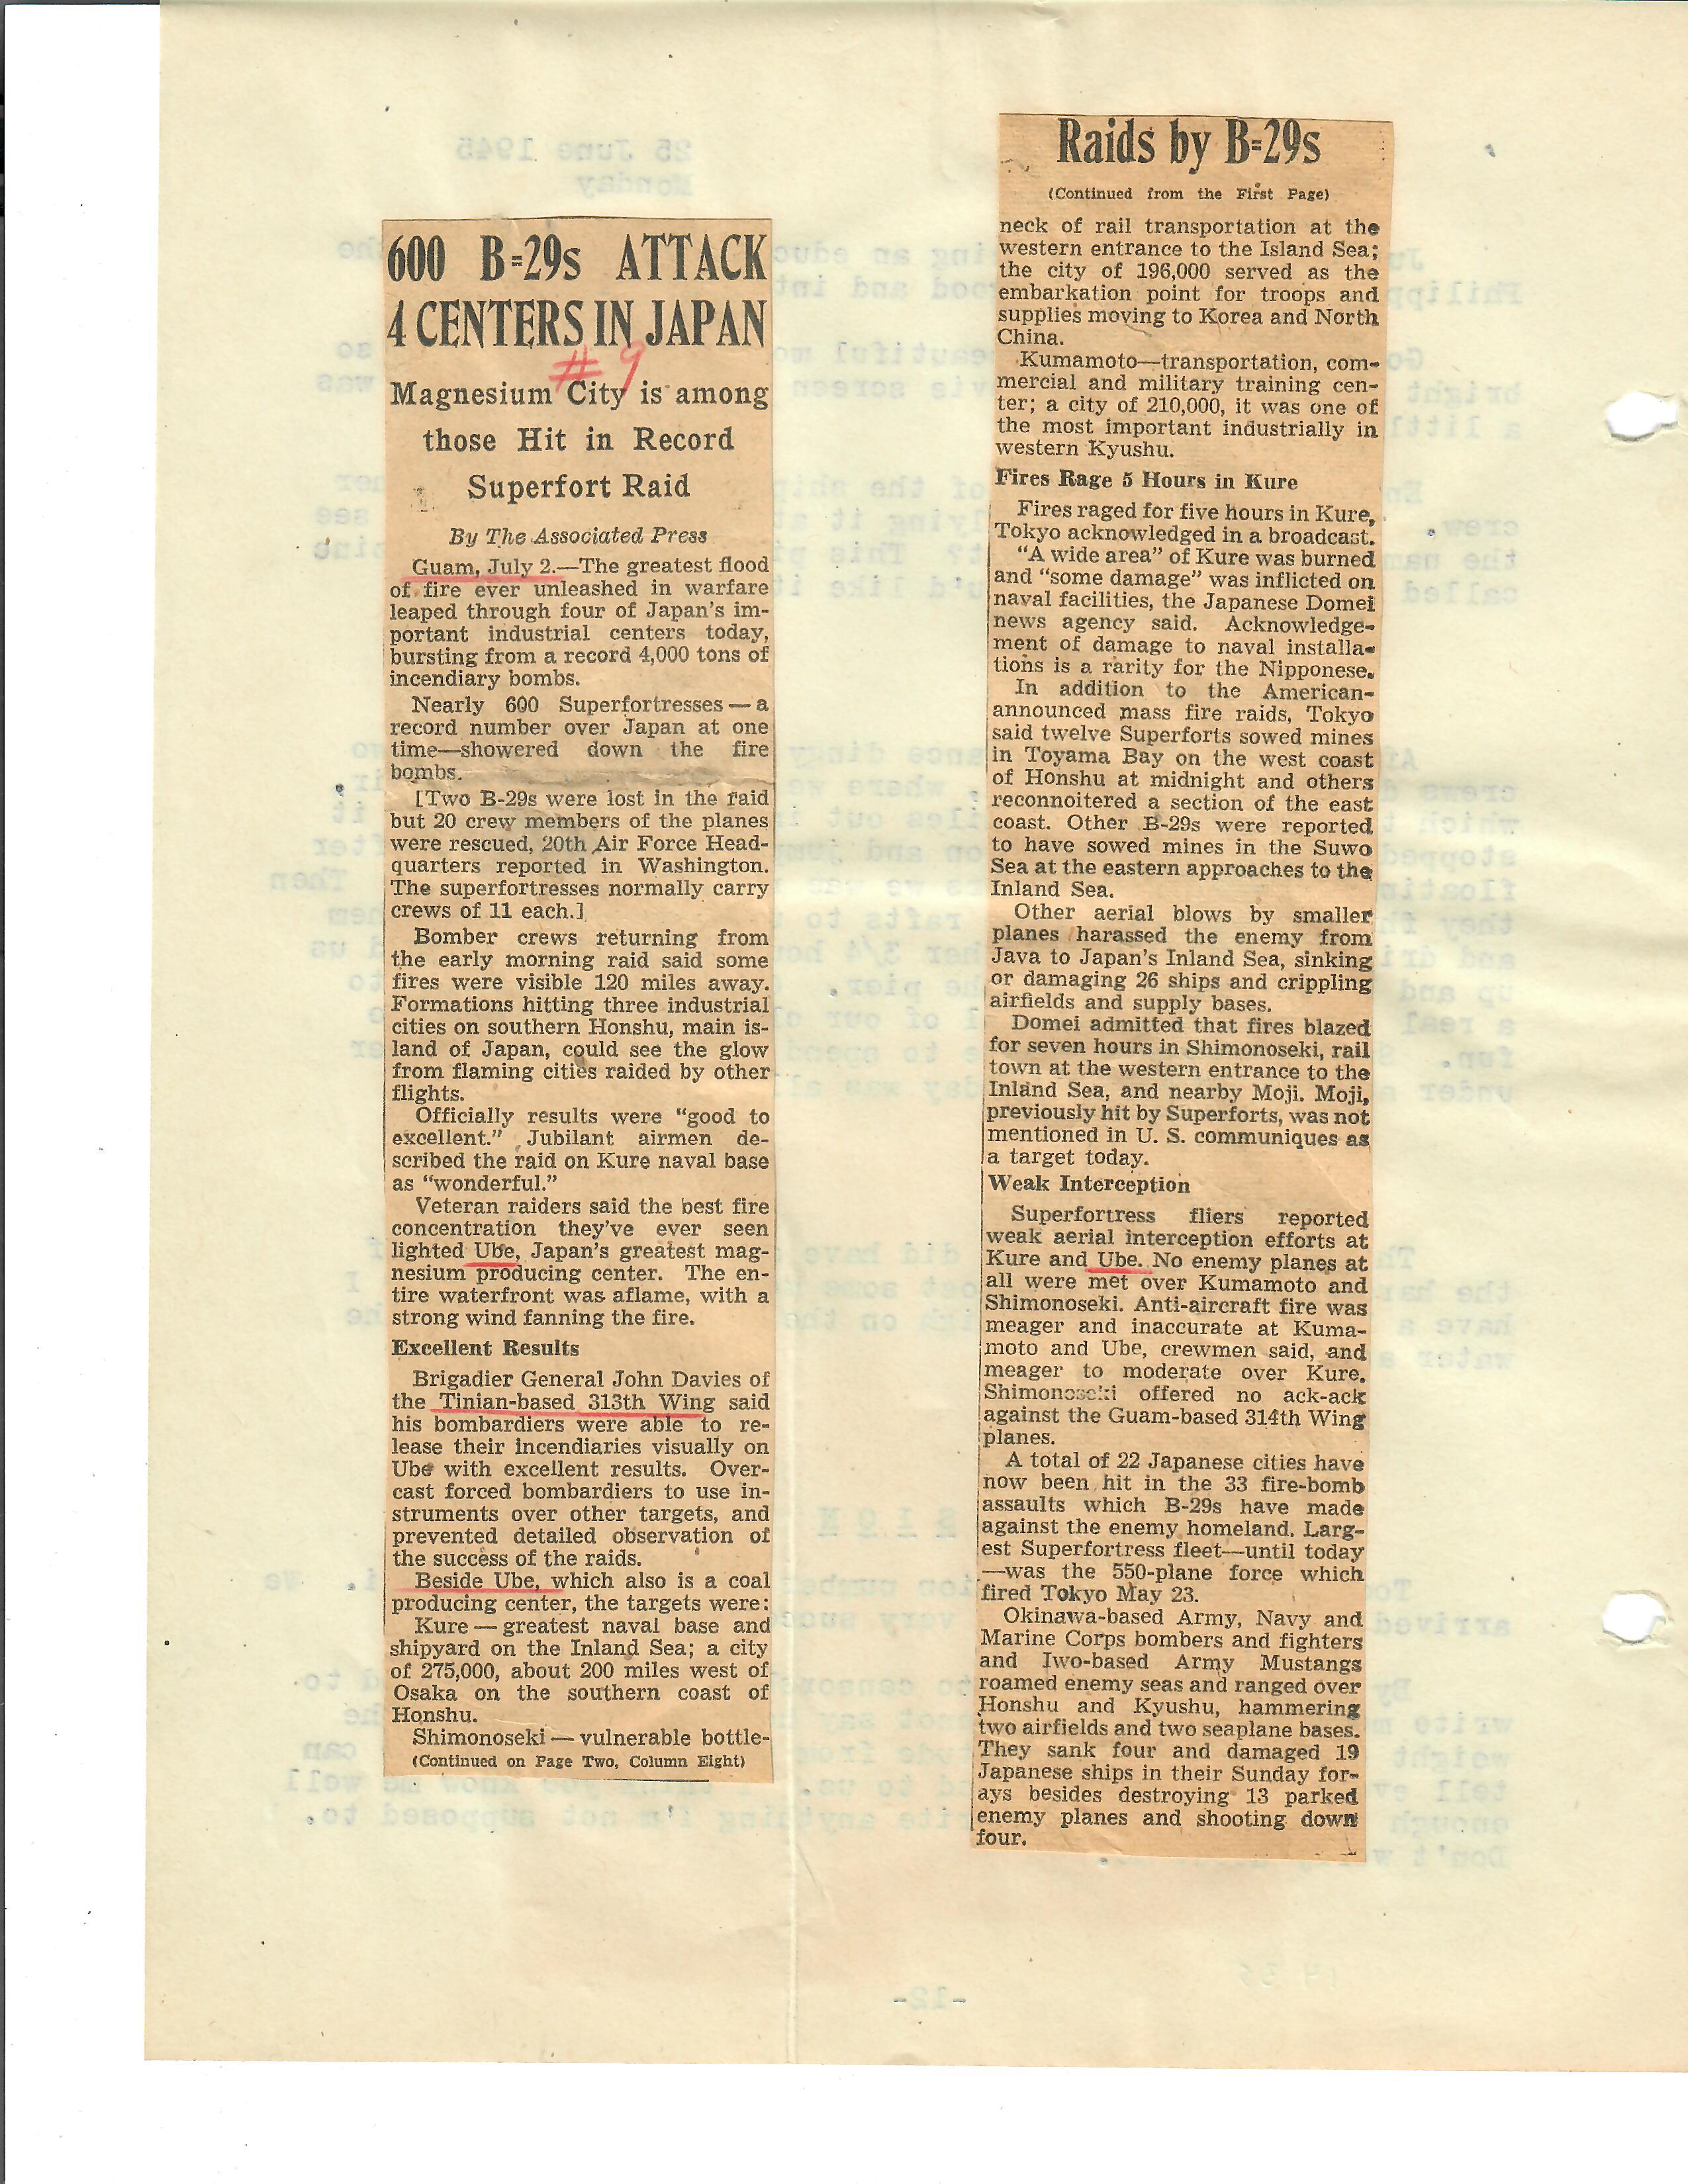 600 B-29s ATTACK
4 CENTERS IN JAPAN
#9
Magnesium City is among
those Hit in Record
Superfort Raid
By The Associated Press
Guam, July 2.—The greatest flood
of fire ever unleashed in warfare
leaped through four of Japan's im-
portant industrial centers today,
bursting from a record 4,000 tons of
incendiary bombs.
Nearly 600 Superfortresses—a
record number over Japan at one
time—showered down the fire
bombs.
[Two B-29s were lost in the raid
but 20 crew members of the planes
were rescued, 20th Air Force Head-
quarters reported in Washington.
The superfortresses normally carry
crews of 11 each.]
Bomber crews returning from
the early morning raid said some
fires were visible 120 miles away.
Formations hitting three industrial
cities on southern Honshu, main is-
land of Japan, could see the glow
from flaming cities raided by other
flights.
Officially results were "good to
excellent." Jubilant airmen de-
scribed the raid on Kure naval base
as "wonderful."
Veteran raiders said the best fire
concentration they've ever seen
lighted Ube, Japan's greatest mag-
nesium producing center. The en-
tire waterfront was aflame, with a
strong wind fanning the fire.
Excellent Results
Brigadier General John Davies of
the Tinian-based 313th Wing said
his bombardiers were able to re-
lease their incendiaries visually on
Ube with excellent results. Over-
cast forced bombardiers to use in-
struments over other targets, and
prevented detailed observation of
the success of the raids.
Beside Ube, which also is a coal
producing center, the targets were:
Kure—greatest naval base and
shipyard on the Inland Sea; a city
of 275,000, about 200 miles west of
Osaka on the southern coast of
Honshu.
Shimonoseki—vulnerable bottle-
(Continued on Page Two, Column Eight)
Raids by B-29s
(Continued from the First Page)
neck of rail transportation at the
western entrance to the Island Sea;
the city of 196,000 served as the
embarkation point for troops and
supplies moving to Korea and North
China.
Kumamoto—transportation, com-
mercial and military training cen-
ter; a city of 210,000, it was one of
the most important industrially in
western Kyushu.
Fires Rage 5 Hours in Kure
Fires raged for five hours in Kure,
Tokyo acknowledged in a broadcast.
"A wide area" of Kure was burned
and "some damage" was inflicted on
naval facilities, the Japanese Domei
news agency said. Acknowledge-
ment of damage to naval installa-
tions is a rarity for the Nipponese.
In addition to the American-
announced mass fire raids, Tokyo
said twelve Superforts sowed mines
in Toyama Bay on the west coast
of Honshu at midnight and others
reconnoitered a section of the east
coast. Other B-29s were reported
to have sowed mines in the Suwo
Sea at the eastern approaches to the
Inland Sea.
Other aerial blows by smaller
planes harassed the enemy from
Java to Japan's Inland Sea, sinking
or damaging 26 ships and crippling
airfields and supply bases.
Domei admitted that fires blazed
for seven hours in Shimonoseki, rail
town at the western entrance to the
Inland Sea, and nearby Moji. Moji,
previously hit by Superforts, was not
mentioned in U. S. communiques as
a target today.
Weak Interception
Superfortress fliers reported
weak aerial interception efforts at
Kure and Ube. No enemy planes at
all were met over Kumamoto and
Shimonoseki. Anti-aircraft fire was
meager and inaccurate at Kuma-
moto and Ube, crewmen said, and
meager to moderate over Kure.
Shimonoseki offered no ack-ack
against the Guam-based 314th Wing
planes.
A total of 22 Japanese cities have
now been hit in the 33 fire-bomb
assaults which B-29s have made
against the enemy homeland. Larg-
est Superfortress fleet—until today
—was the 550-plane force which
fired Tokyo May 23.
Okinawa-based Army, Navy and
Marine Corps bombers and fighters
and Iwo-based Army Mustangs
roamed enemy seas and ranged over
Honshu and Kyushu, hammering
two airfields and two seaplane bases.
They sank four and damaged 19
Japanese ships in their Sunday for-
ays besides destroying 13 parked
enemy planes and shooting down
four.